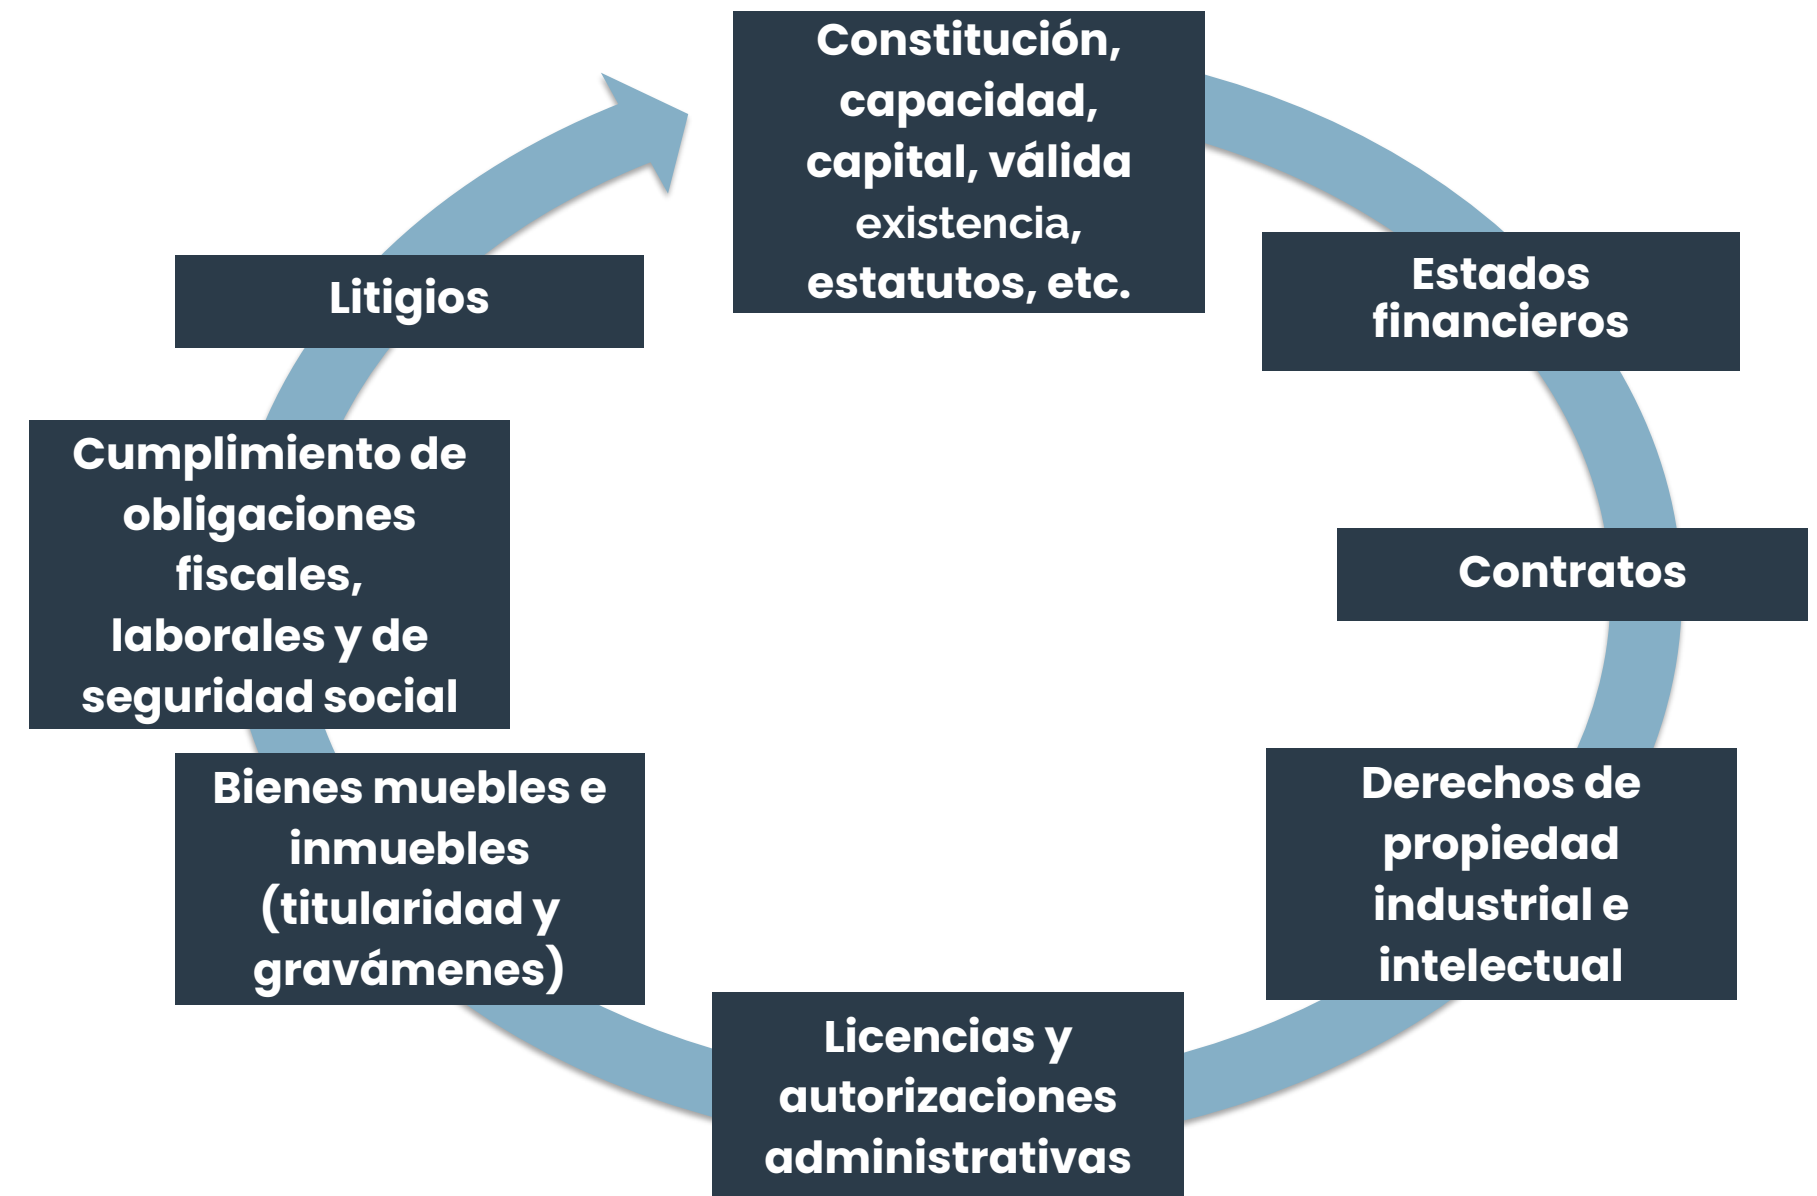 Constitución,
capacidad,
capital, válida
existencia,
estatutos, etc.
Estados
financieros
Contratos
Derechos de
propiedad
industrial e
intelectual
Licencias y
autorizaciones
administrativas
Bienes muebles e
inmuebles
(titularidad y
gravámenes)
Cumplimiento de
obligaciones
fiscales,
laborales y de
seguridad social
Litigios